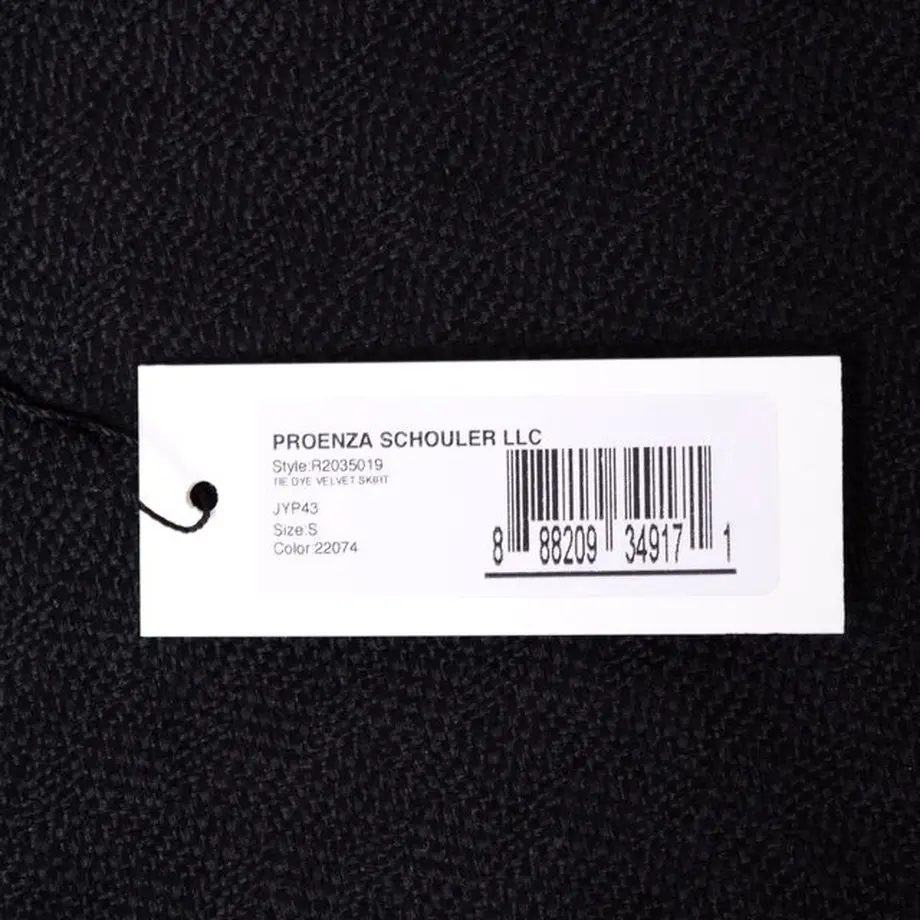 PROENZA SCHOULER LLC
Style:R2035019
TIE DYE VELVET SKIRT
JYP43
Size:S
Color:22074
8 88209 34917 1